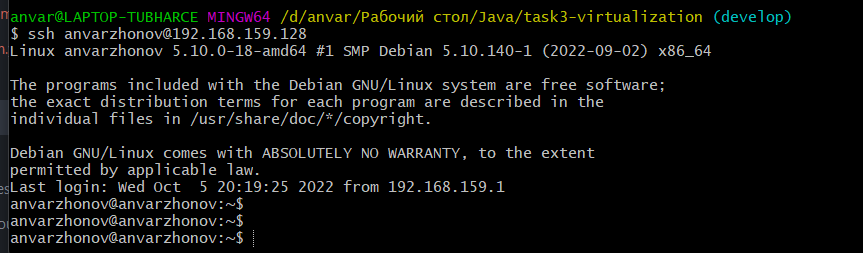 anvar@LAPTOP-TUBHARCE MINGW64 /d/anvar/Рабочий стол/Java/task3-virtualization (develop)
$ ssh anvarzhonov@192.168.159.128
Linux anvarzhonov 5.10.0-18-amd64 #1 SMP Debian 5.10.140-1 (2022-09-02) x86_64

The programs included with the Debian GNU/Linux system are free software;
the exact distribution terms for each program are described in the
individual files in /usr/share/doc/*/copyright.

Debian GNU/Linux comes with ABSOLUTELY NO WARRANTY, to the extent
permitted by applicable law.
Last login: Wed Oct  5 20:19:25 2022 from 192.168.159.1
anvarzhonov@anvarzhonov:~$
anvarzhonov@anvarzhonov:~$
anvarzhonov@anvarzhonov:~$